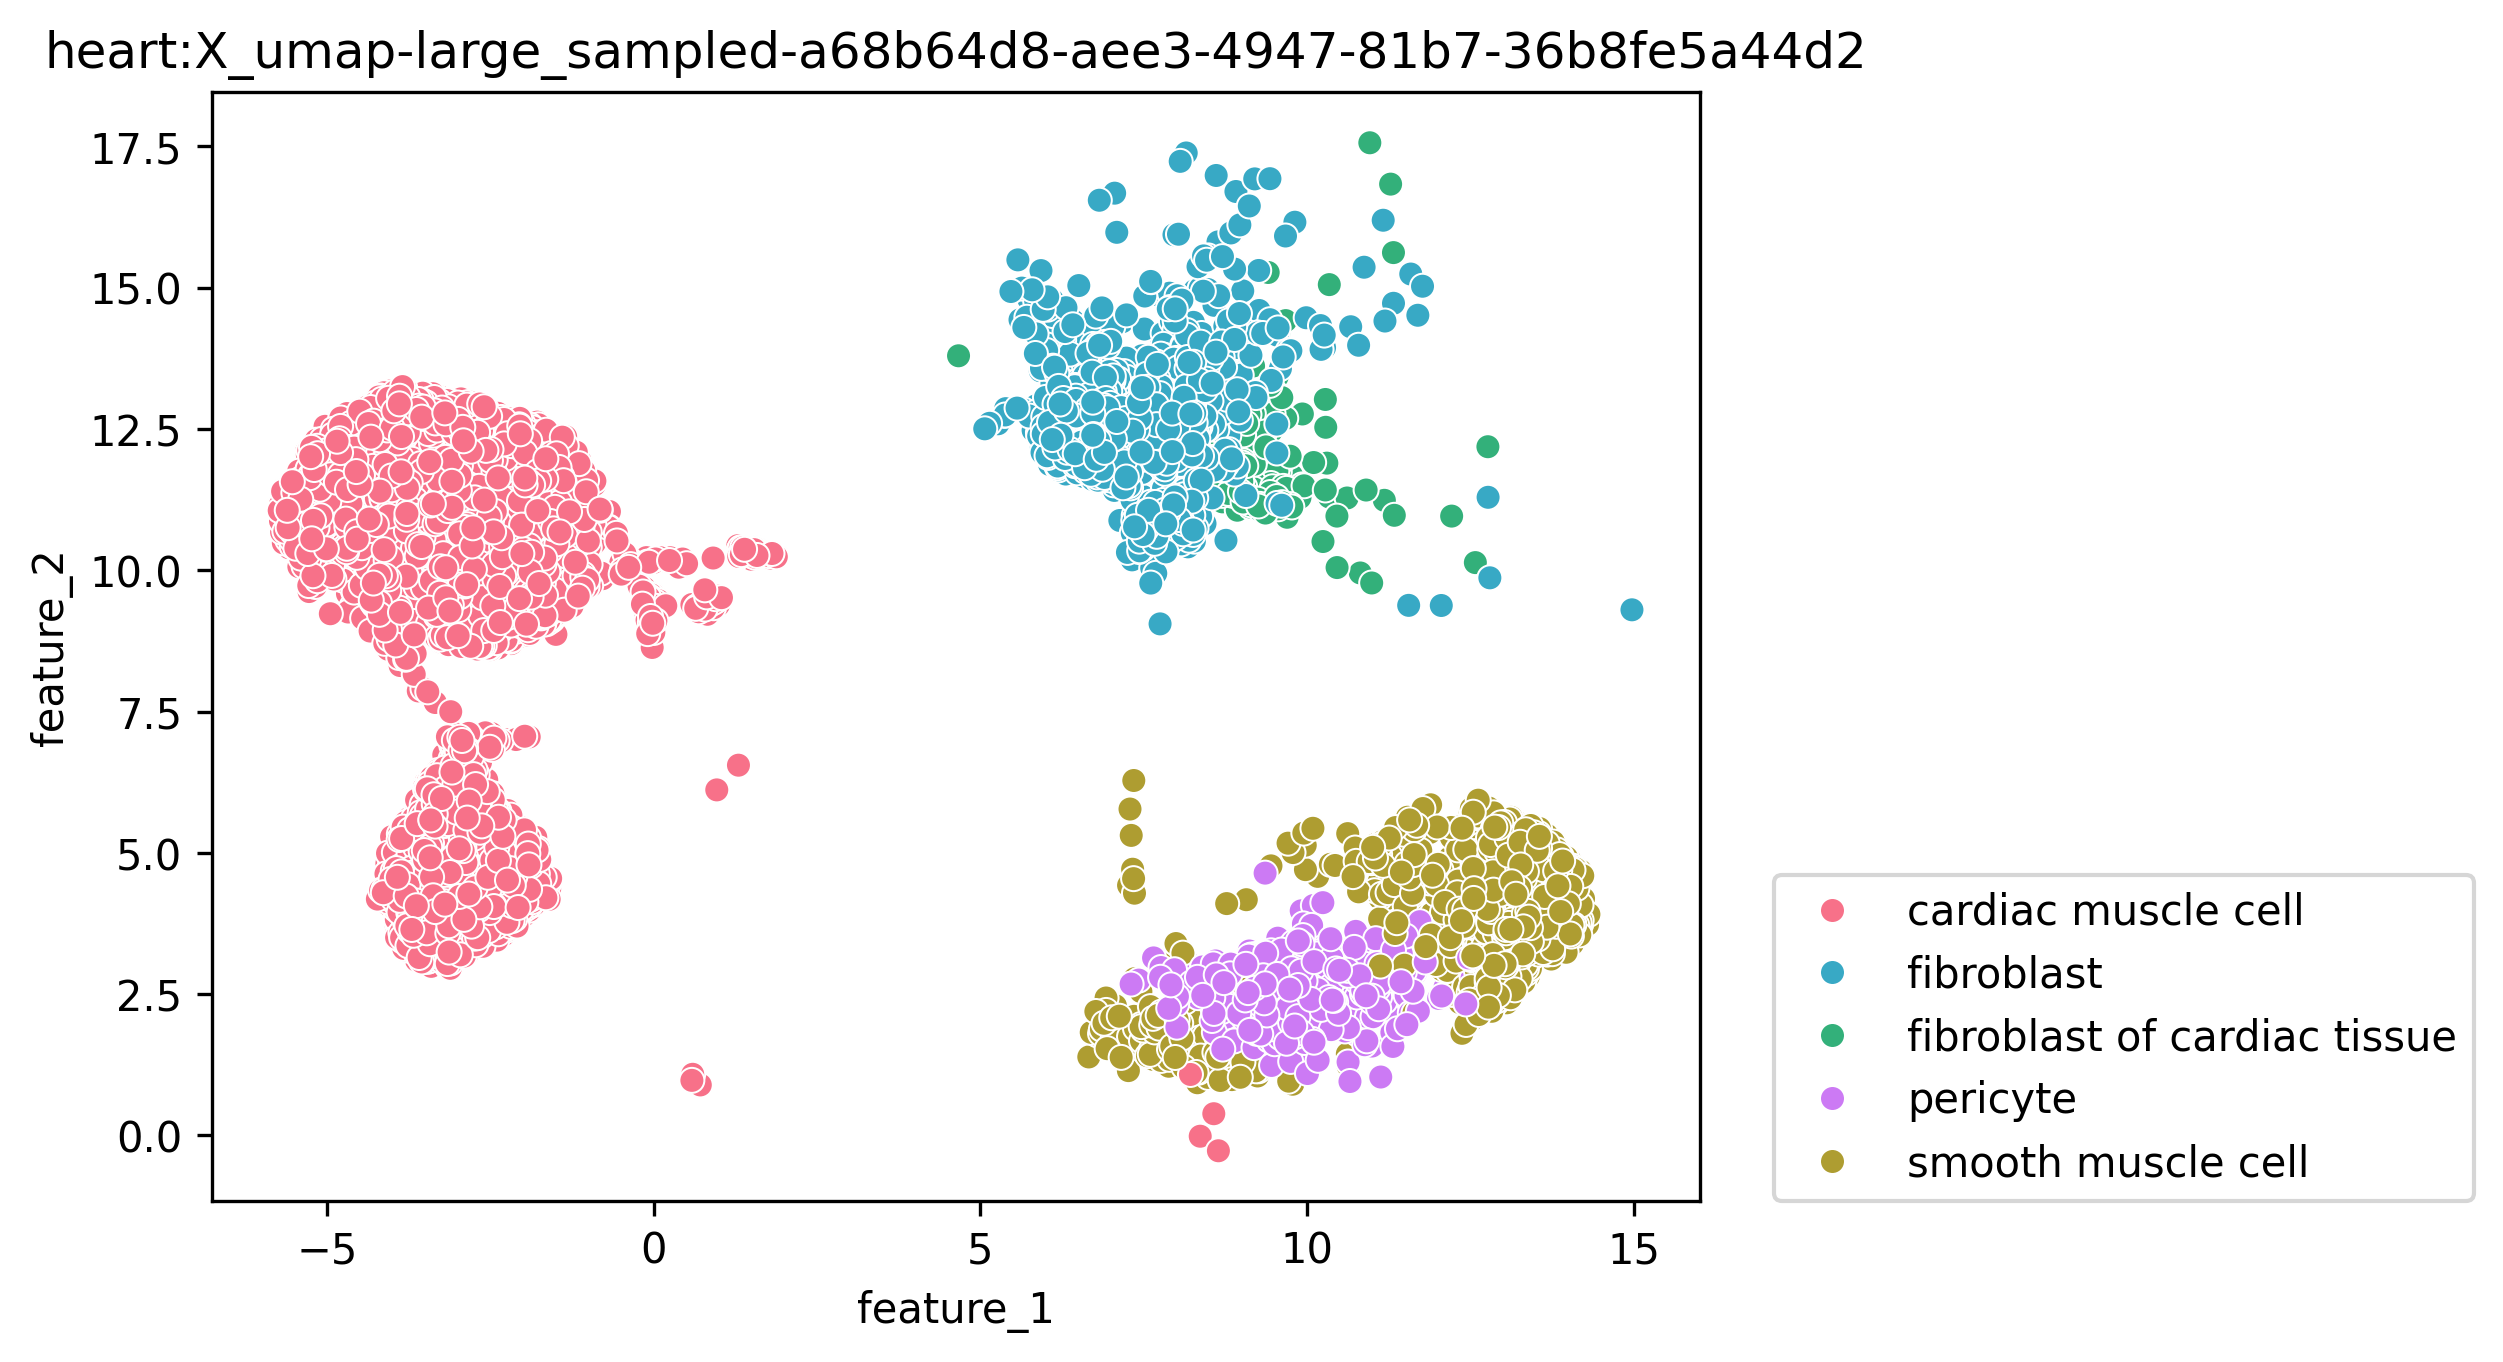 heart:X_umap-large_sampled-a68b64d8-aee3-4947-81b7-36b8fe5a44d2
17.5
15.0
12.5
10.0
7.5
5.0
2.5
0.0
feature_2
−5
0
5
10
15
feature_1
cardiac muscle cell
fibroblast
fibroblast of cardiac tissue
pericyte
smooth muscle cell